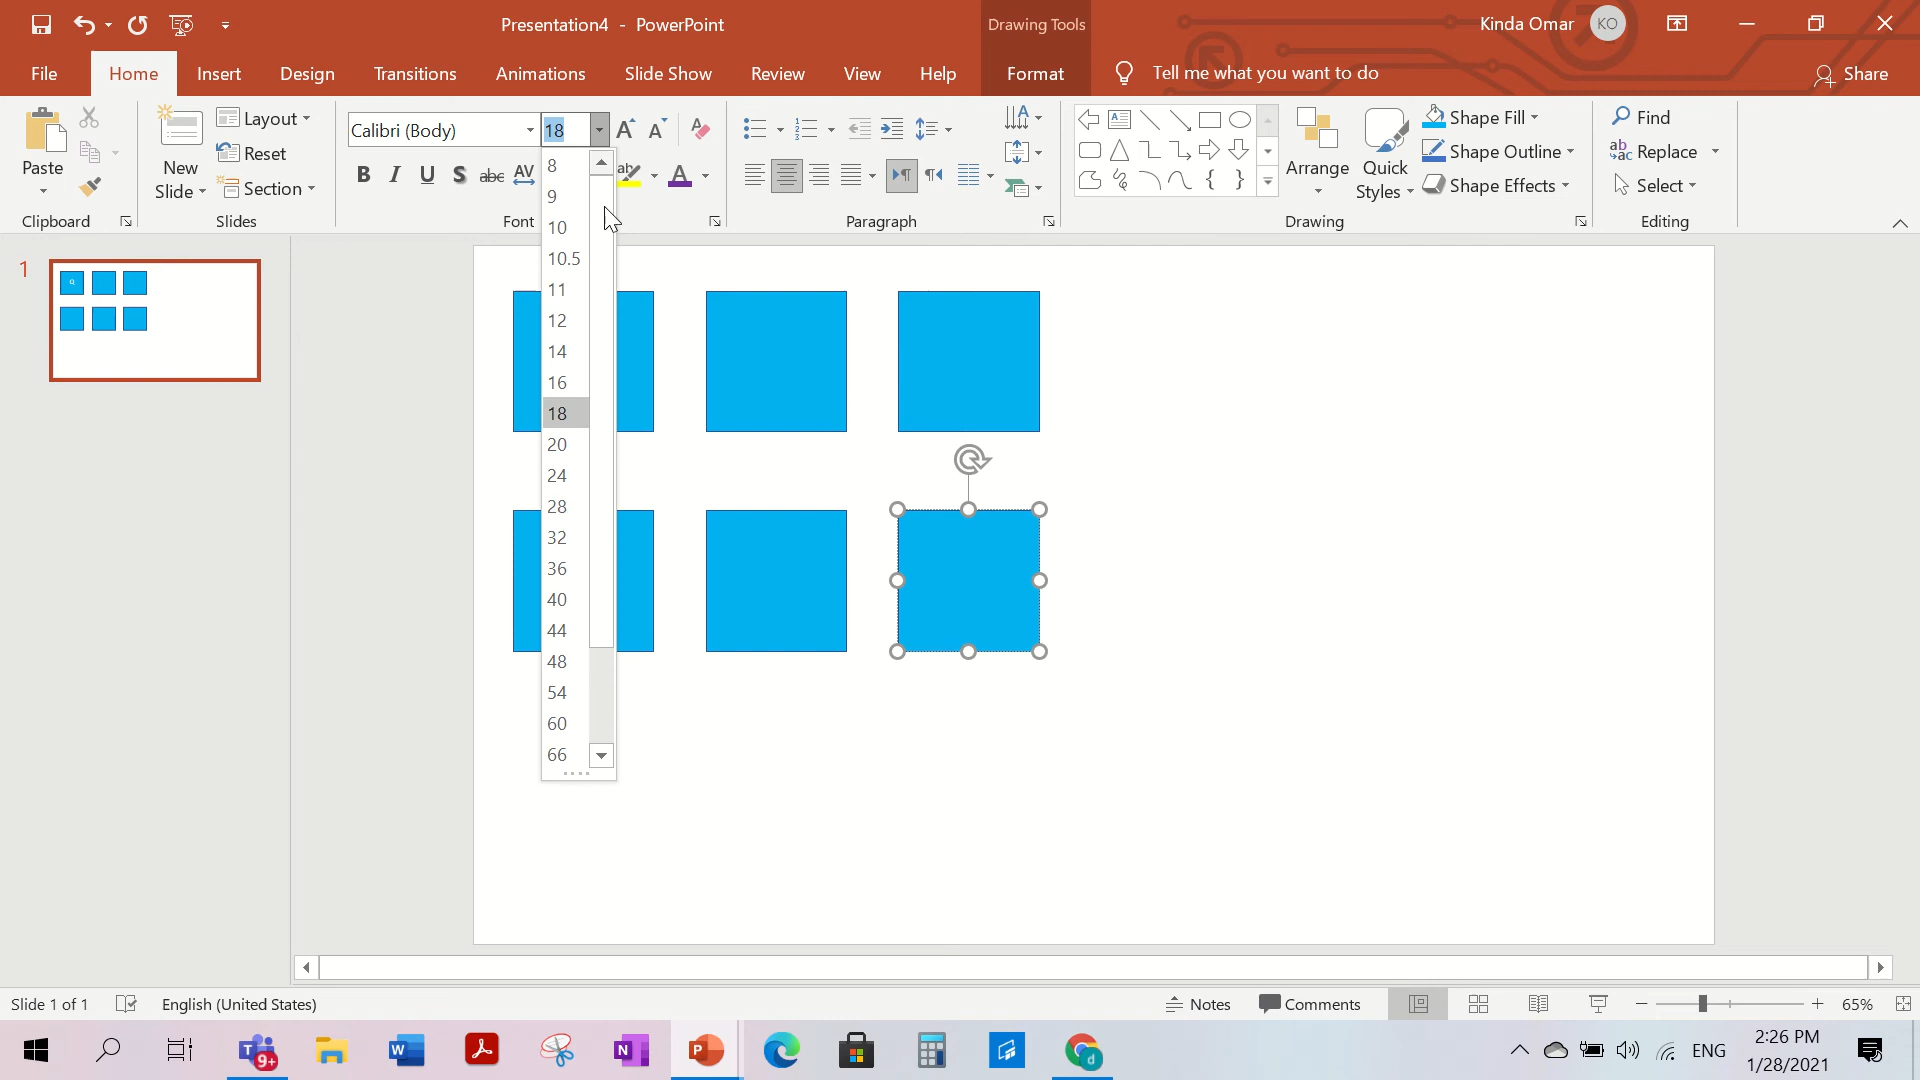 Presentation4 - PowerPoint
Drawing Tools
Kinda Omar
KO
File
Home
Insert
Design
Transitions
Animations
Slide Show
Review
View
Help
Format
Tell me what you want to do
Share
Paste
New
Slide
Layout
Reset
Section
Calibri (Body)
18
B I U S abc AV
ab
A
Shape Fill
Shape Outline
Shape Effects
Arrange
Quick
Styles
Find
Replace
Select
Clipboard
Slides
Font
Paragraph
Drawing
Editing
8
9
10
10.5
11
12
14
16
18
20
24
28
32
36
40
44
48
54
60
66
1
Slide 1 of 1
English (United States)
Notes
Comments
65%
9+
ENG
2:26 PM
1/28/2021